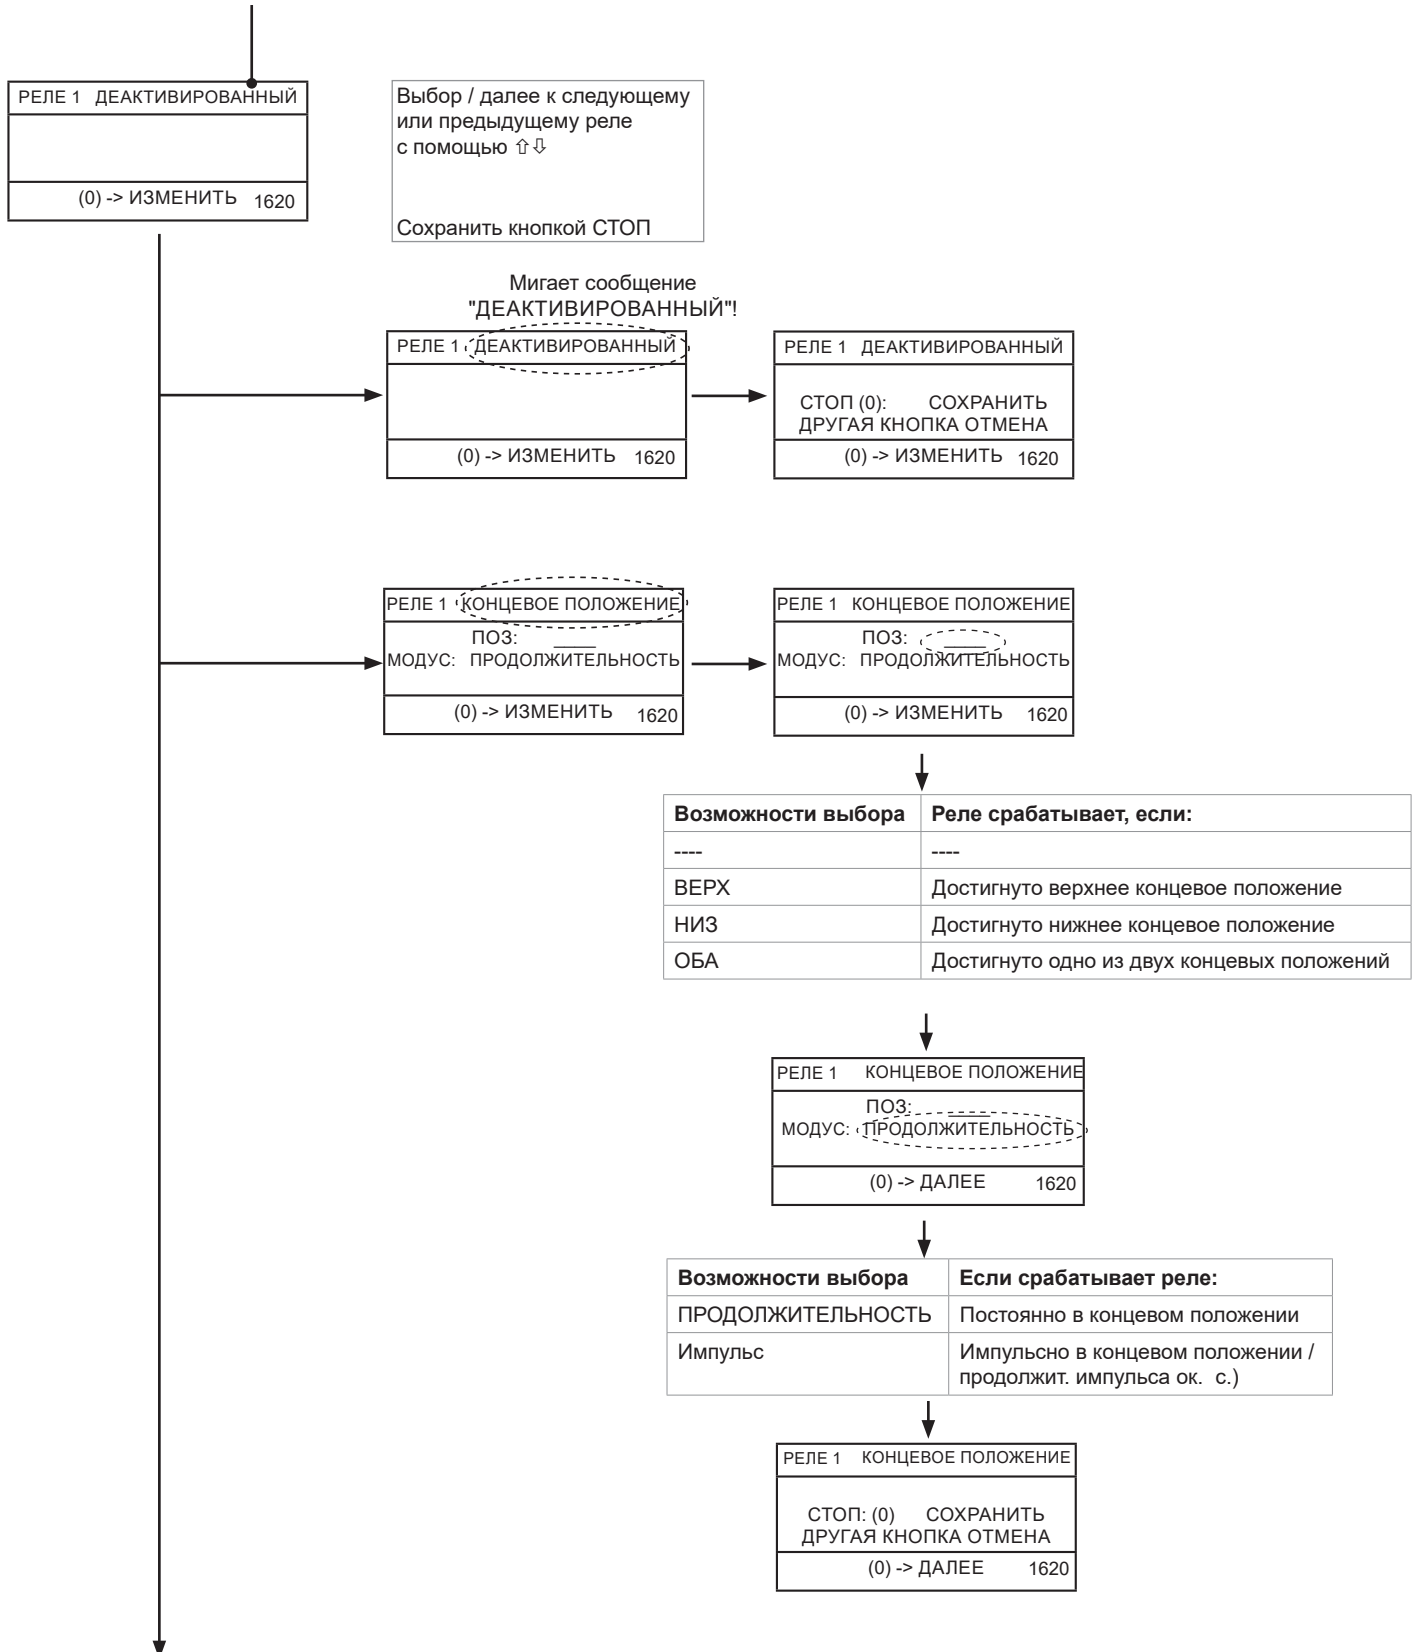 РЕЛЕ 1 ДЕАКТИВИРОВАННЫЙ
(0) -> ИЗМЕНИТЬ 1620
Выбор / далее к следующему
или предыдущему реле
с помощью ⇧⇩
Сохранить кнопкой СТОП
Мигает сообщение
"ДЕАКТИВИРОВАННЫЙ"!
РЕЛЕ 1 ДЕАКТИВИРОВАННЫЙ
(0) -> ИЗМЕНИТЬ 1620
РЕЛЕ 1 ДЕАКТИВИРОВАННЫЙ
СТОП (0): СОХРАНИТЬ
ДРУГАЯ КНОПКА ОТМЕНА
(0) -> ИЗМЕНИТЬ 1620
РЕЛЕ 1 КОНЦЕВОЕ ПОЛОЖЕНИЕ
ПОЗ: ____
МОДУС: ПРОДОЛЖИТЕЛЬНОСТЬ
(0) -> ИЗМЕНИТЬ 1620
РЕЛЕ 1 КОНЦЕВОЕ ПОЛОЖЕНИЕ
ПОЗ: ____
МОДУС: ПРОДОЛЖИТЕЛЬНОСТЬ
(0) -> ИЗМЕНИТЬ 1620
Возможности выбора Реле срабатывает, если:
---- ----
ВЕРХ Достигнуто верхнее концевое положение
НИЗ Достигнуто нижнее концевое положение
ОБА Достигнуто одно из двух концевых положений
РЕЛЕ 1 КОНЦЕВОЕ ПОЛОЖЕНИЕ
ПОЗ: ____
МОДУС: ПРОДОЛЖИТЕЛЬНОСТЬ
(0) -> ДАЛЕЕ 1620
Возможности выбора Если срабатывает реле:
ПРОДОЛЖИТЕЛЬНОСТЬ Постоянно в концевом положении
Импульс Импульсно в концевом положении /
продолжит. импульса ок. с.)
РЕЛЕ 1 КОНЦЕВОЕ ПОЛОЖЕНИЕ
СТОП: (0) СОХРАНИТЬ
ДРУГАЯ КНОПКА ОТМЕНА
(0) -> ДАЛЕЕ 1620